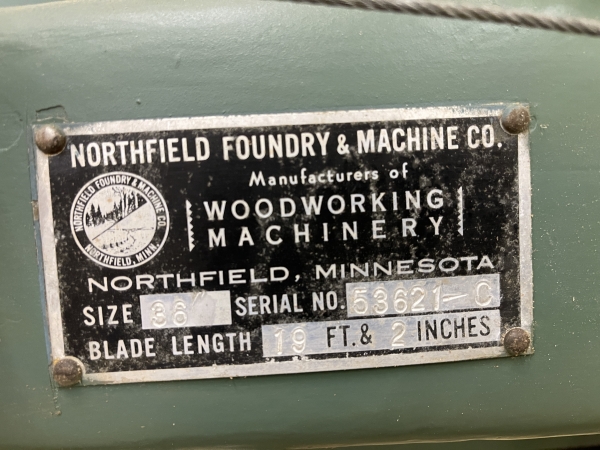 NORTHFIELD FOUNDRY & MACHINE CO.
Manufacturers of
WOODWORKING
MACHINERY
NORTHFIELD FOUNDRY & MACHINE CO.
NORTHFIELD, MINN.
NORTHFIELD, MINNESOTA
SIZE 36" SERIAL NO. 53621-C
BLADE LENGTH 19 FT. & 2 INCHES